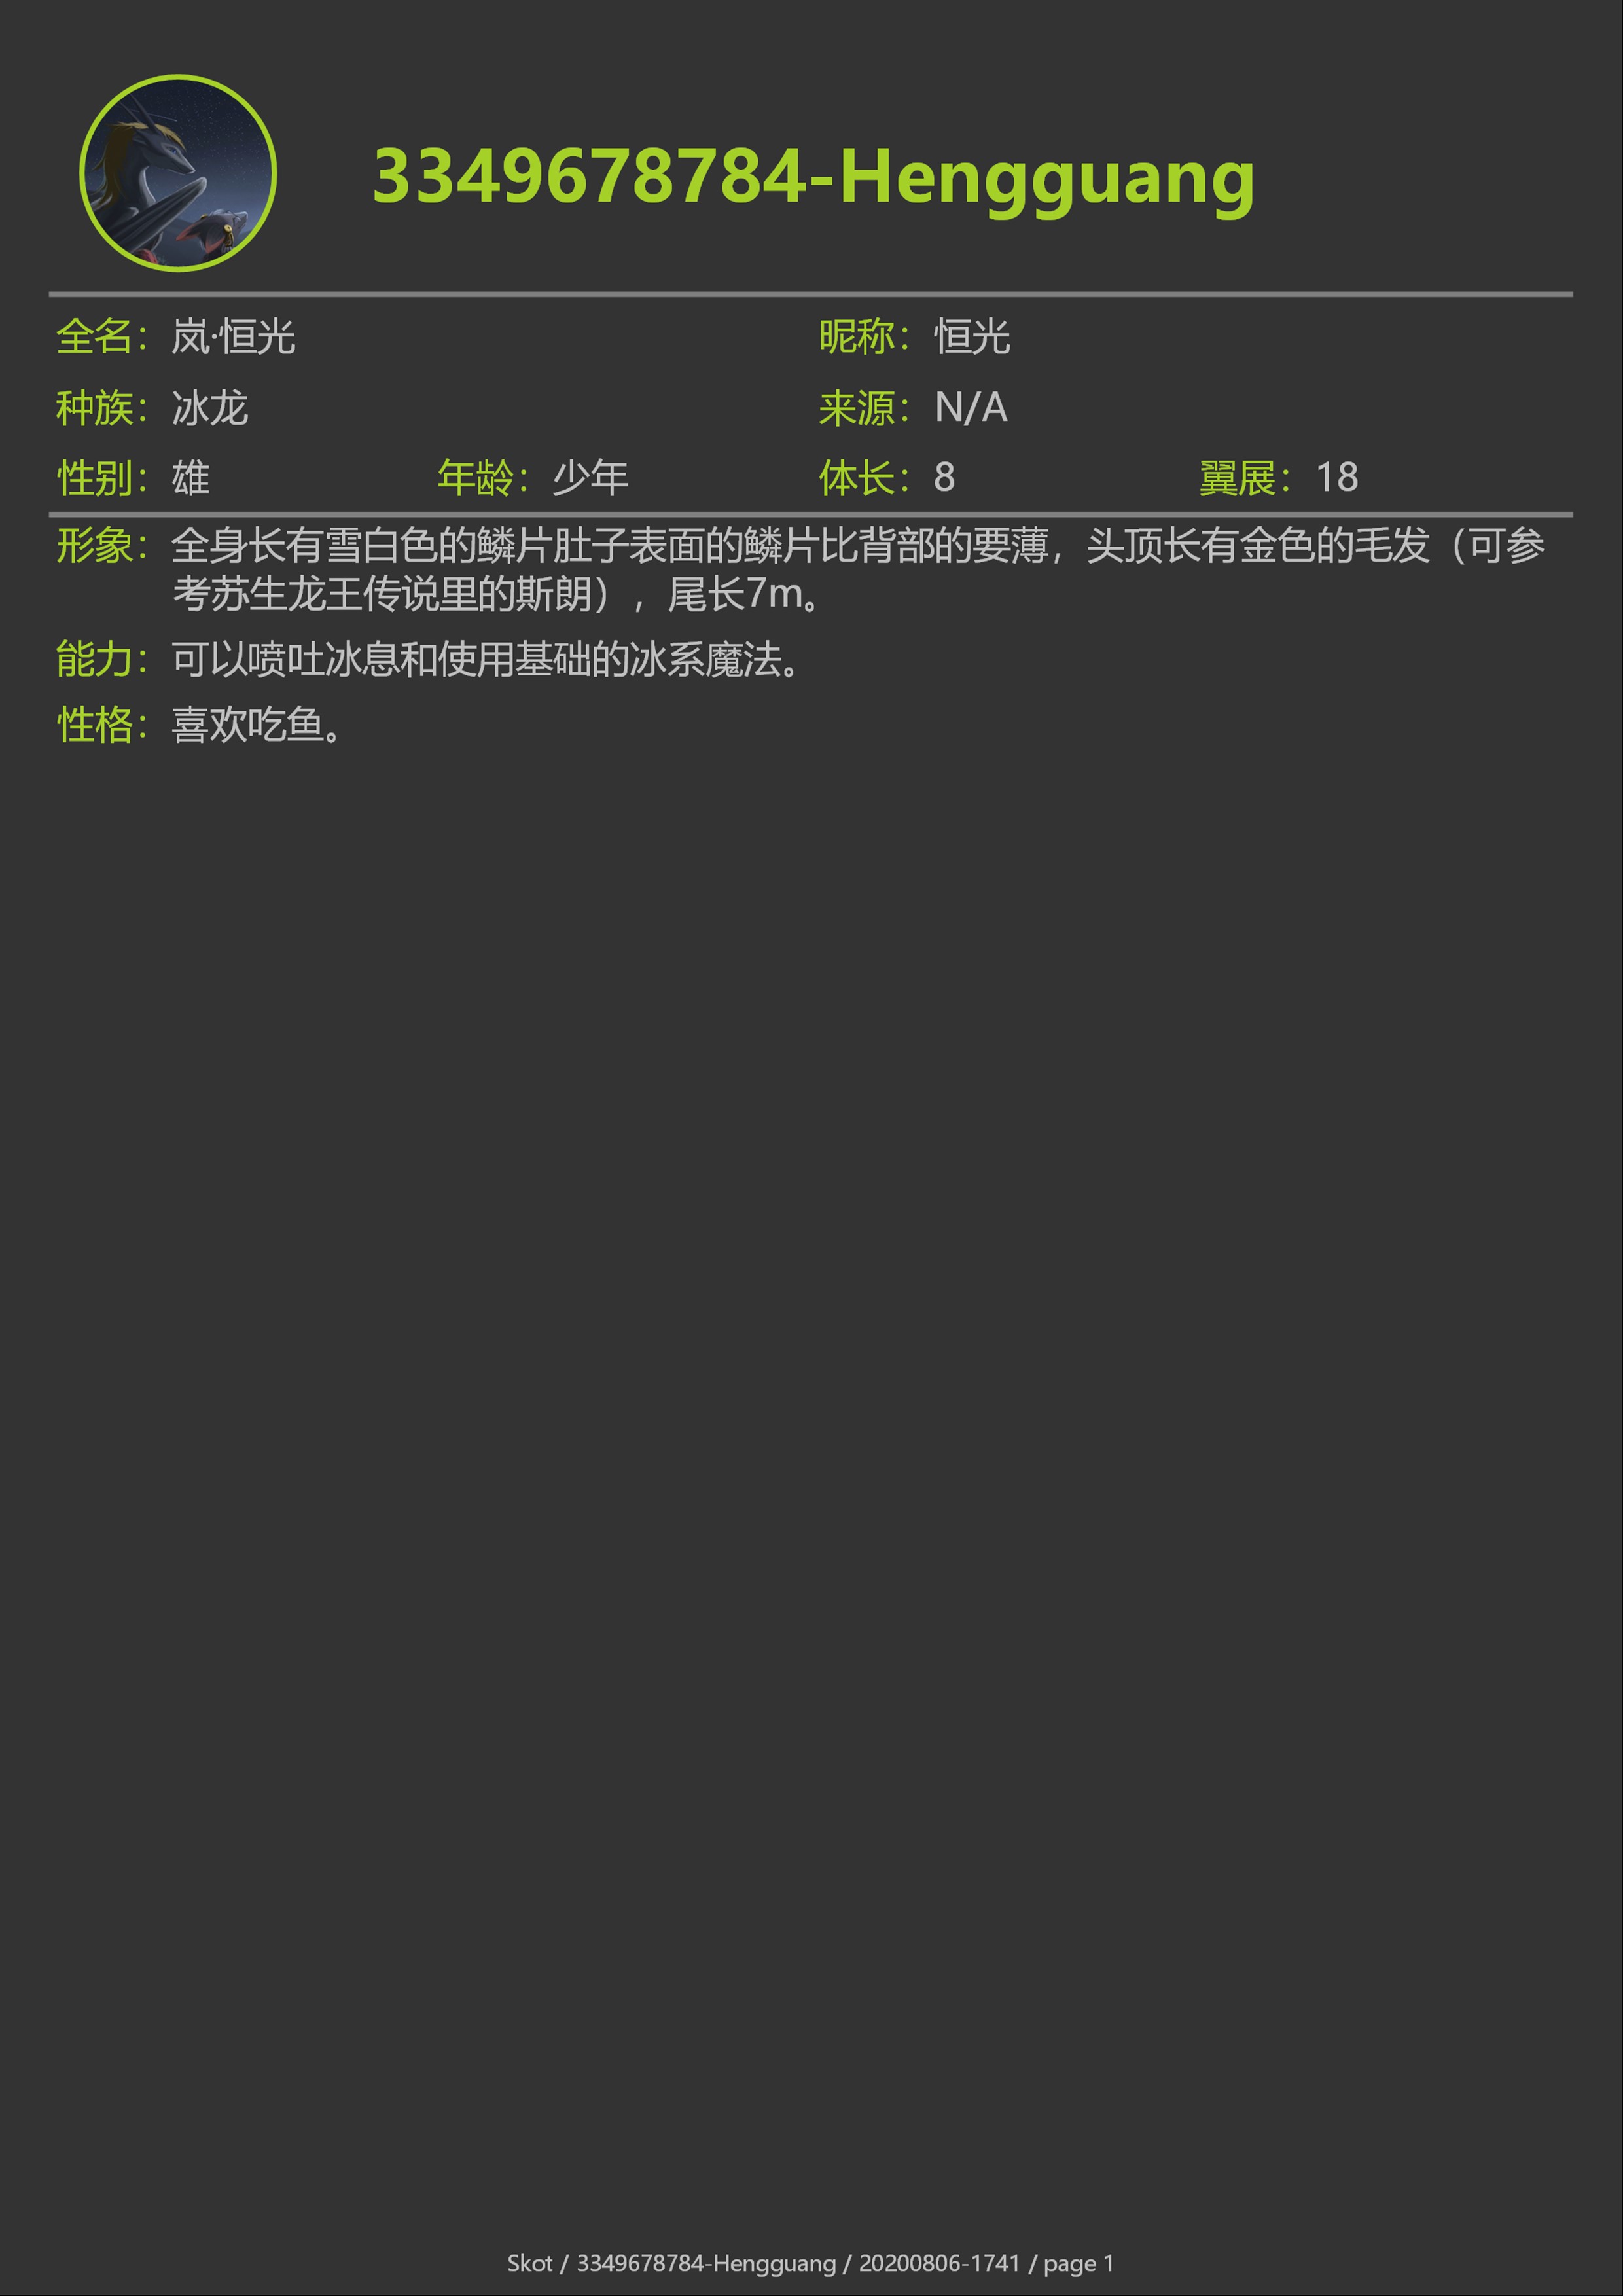 3349678784-Hengguang
全名：岚·恒光 昵称：恒光
种族：冰龙 来源：N/A
性别：雄 年龄：少年 体长：8 翼展：18
形象：全身长有雪白色的鳞片肚子表面的鳞片比背部的要薄，头顶长有金色的毛发（可参
考苏生龙王传说里的斯朗），尾长7m。
能力：可以喷吐冰息和使用基础的冰系魔法。
性格：喜欢吃鱼。
Skot / 3349678784-Hengguang / 20200806-1741 / page 1